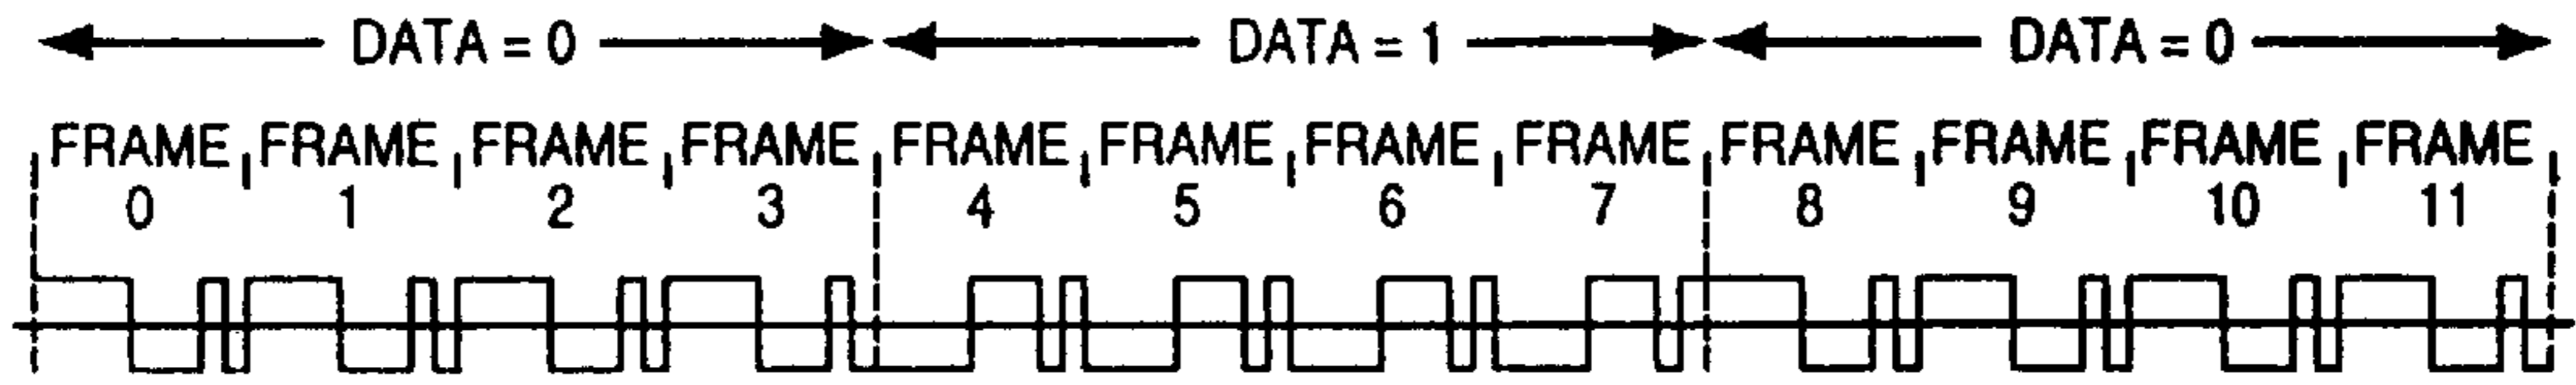 DATA = 0 DATA = 1 DATA = 0
FRAME FRAME FRAME FRAME FRAME FRAME FRAME FRAME FRAME FRAME FRAME FRAME
0 1 2 3 4 5 6 7 8 9 10 11